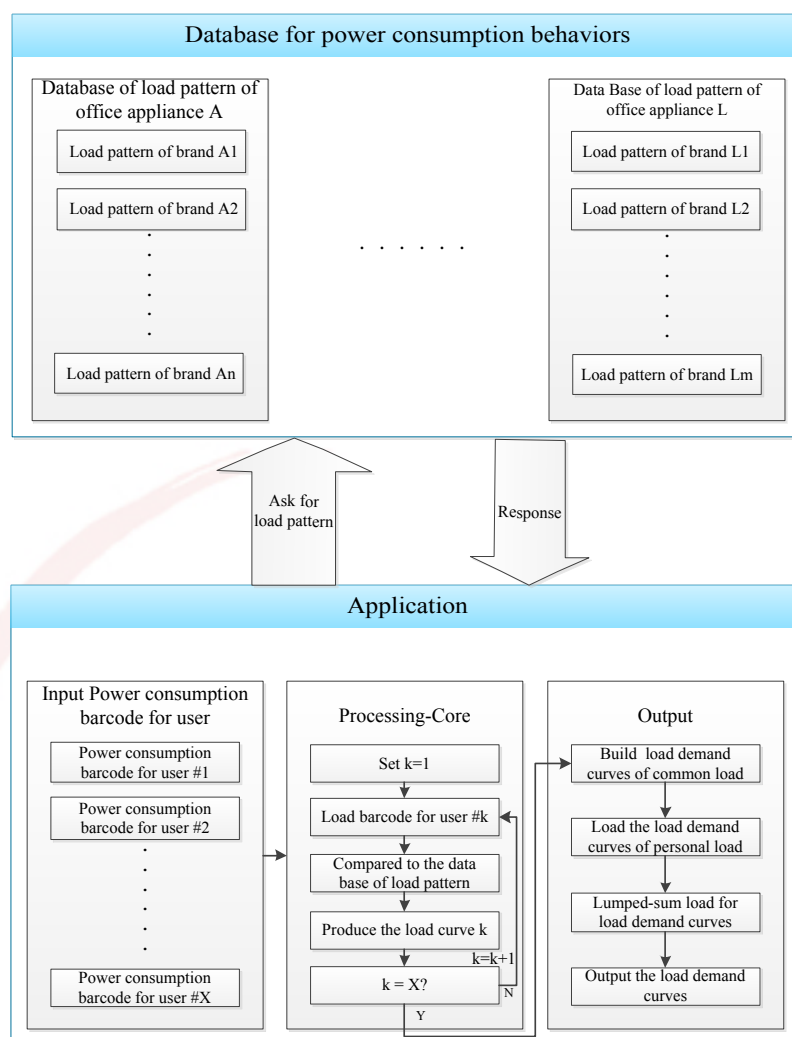 Database for power consumption behaviors
Database of load pattern of
office appliance A
Load pattern of brand A1
Load pattern of brand A2
Load pattern of brand An
. . . . . .
Data Base of load pattern of
office appliance L
Load pattern of brand L1
Load pattern of brand L2
Load pattern of brand Lm
Ask for
load pattern
Response
Application
Input Power consumption
barcode for user
Power consumption
barcode for user #1
Power consumption
barcode for user #2
Power consumption
barcode for user #X
Processing-Core
Set k=1
Load barcode for user #k
Compared to the data
base of load pattern
Produce the load curve k
k=k+1
k = X?
N
Y
Output
Build load demand
curves of common load
Load the load demand
curves of personal load
Lumped-sum load for
load demand curves
Output the load demand
curves